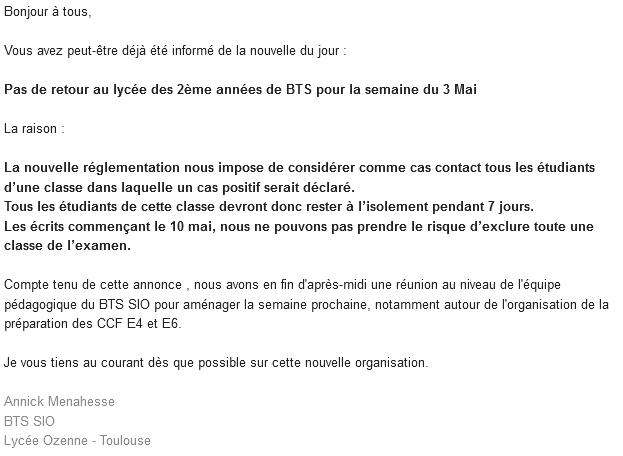 Bonjour à tous,
Vous avez peut-être déjà été informé de la nouvelle du jour :
Pas de retour au lycée des 2ème années de BTS pour la semaine du 3 Mai
La raison :
La nouvelle réglementation nous impose de considérer comme cas contact tous les étudiants
d’une classe dans laquelle un cas positif serait déclaré.
Tous les étudiants de cette classe devront donc rester à l’isolement pendant 7 jours.
Les écrits commençant le 10 mai, nous ne pouvons pas prendre le risque d’exclure toute une
classe de l’examen.
Compte tenu de cette annonce , nous avons en fin d'après-midi une réunion au niveau de l'équipe
pédagogique du BTS SIO pour aménager la semaine prochaine, notamment autour de l'organisation de la
préparation des CCF E4 et E6.
Je vous tiens au courant dès que possible sur cette nouvelle organisation.
Annick Menahesse
BTS SIO
Lycée Ozenne - Toulouse